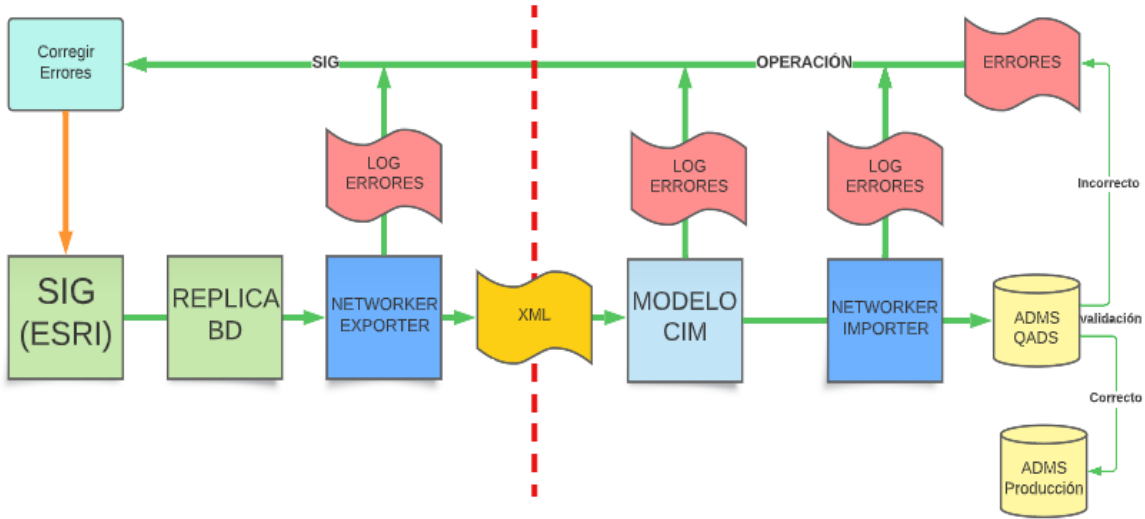 Corregir
Errores
SIG
OPERACIÓN
ERRORES
LOG
ERRORES
LOG
ERRORES
LOG
ERRORES
Incorrecto
SIG
(ESRI)
REPLICA
BD
NETWORKER
EXPORTER
XML
MODELO
CIM
NETWORKER
IMPORTER
ADMS
QADS
validación
Correcto
ADMS
Producción